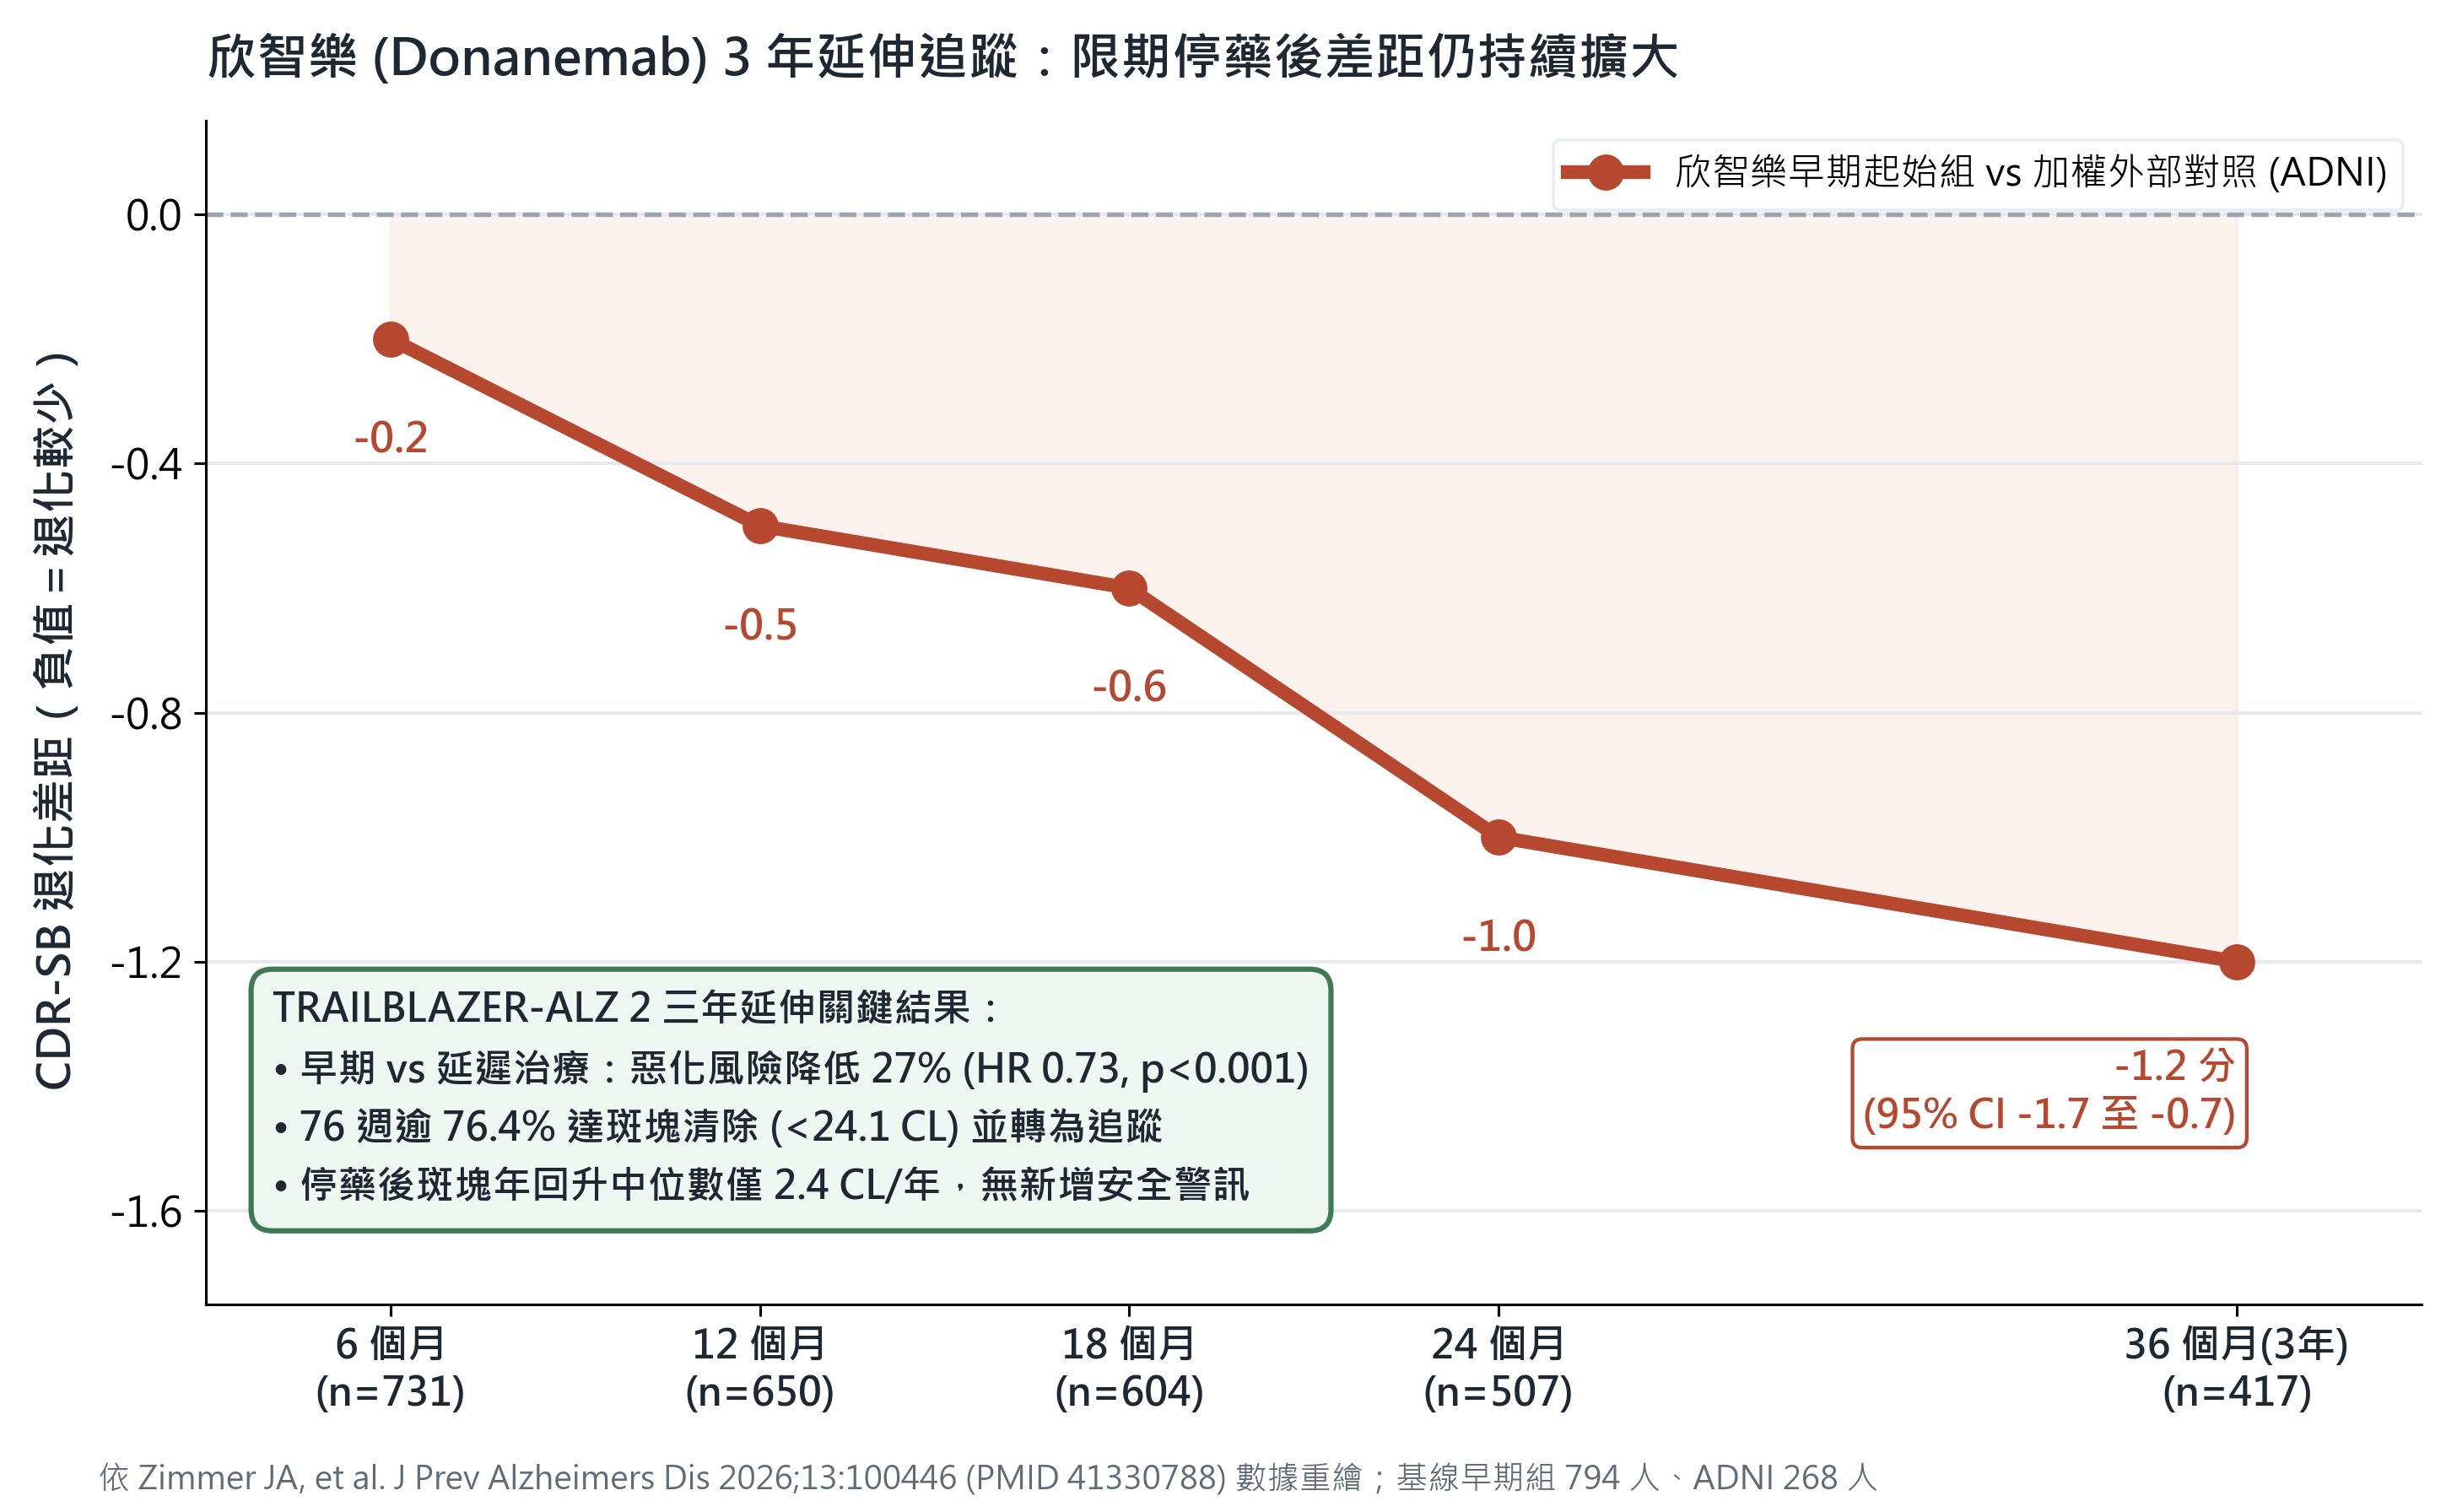 欣智樂 (Donanemab) 3 年延伸追蹤：限期停藥後差距仍持續擴大
欣智樂早期起始組 vs 加權外部對照 (ADNI)
CDR-SB 退化差距（負值 = 退化較少）
0.0
-0.4
-0.8
-1.2
-1.6
-0.2
-0.5
-0.6
-1.0
-1.2 分
(95% CI -1.7 至 -0.7)
TRAILBLAZER-ALZ 2 三年延伸關鍵結果：
• 早期 vs 延遲治療：惡化風險降低 27% (HR 0.73, p<0.001)
• 76 週逾 76.4% 達斑塊清除 (<24.1 CL) 並轉為追蹤
• 停藥後斑塊年回升中位數僅 2.4 CL/年，無新增安全警訊
6 個月
(n=731)
12 個月
(n=650)
18 個月
(n=604)
24 個月
(n=507)
36 個月(3年)
(n=417)
依 Zimmer JA, et al. J Prev Alzheimers Dis 2026;13:100446 (PMID 41330788) 數據重繪；基線早期組 794 人、ADNI 268 人